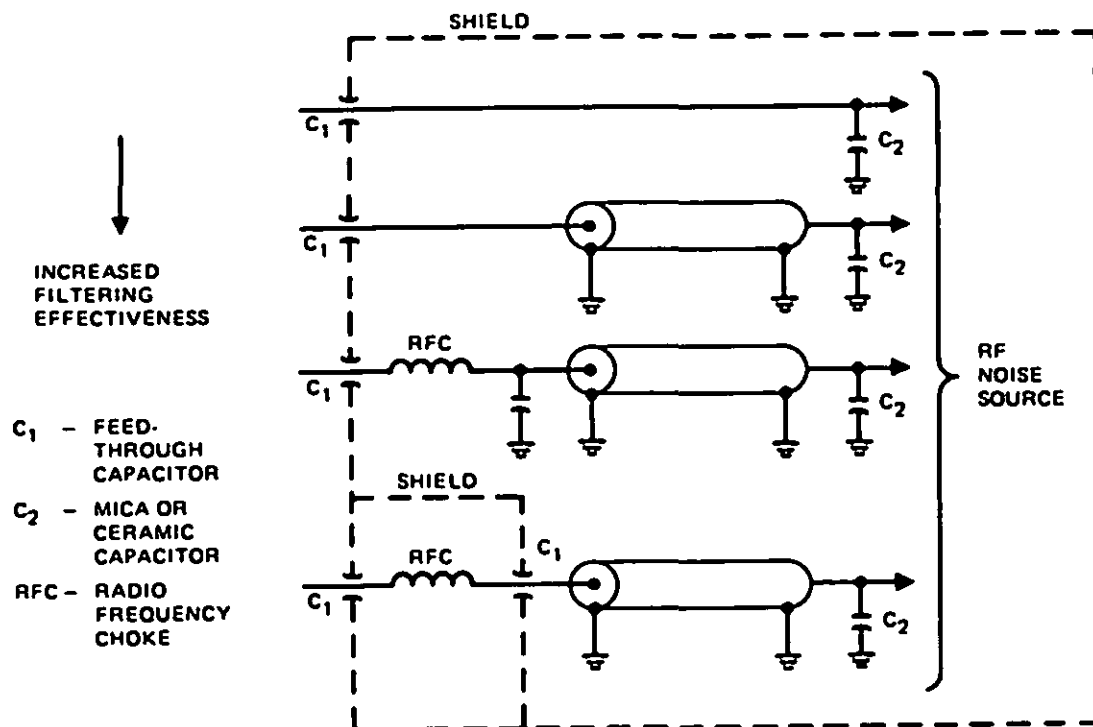 SHIELD
C1
C2
C1
C2
INCREASED
FILTERING
EFFECTIVENESS
RFC
C1
C2
RF
NOISE
SOURCE
C1 – FEED-
THROUGH
CAPACITOR
C2 – MICA OR
CERAMIC
CAPACITOR
RFC – RADIO
FREQUENCY
CHOKE
SHIELD
RFC
C1
C1
C2